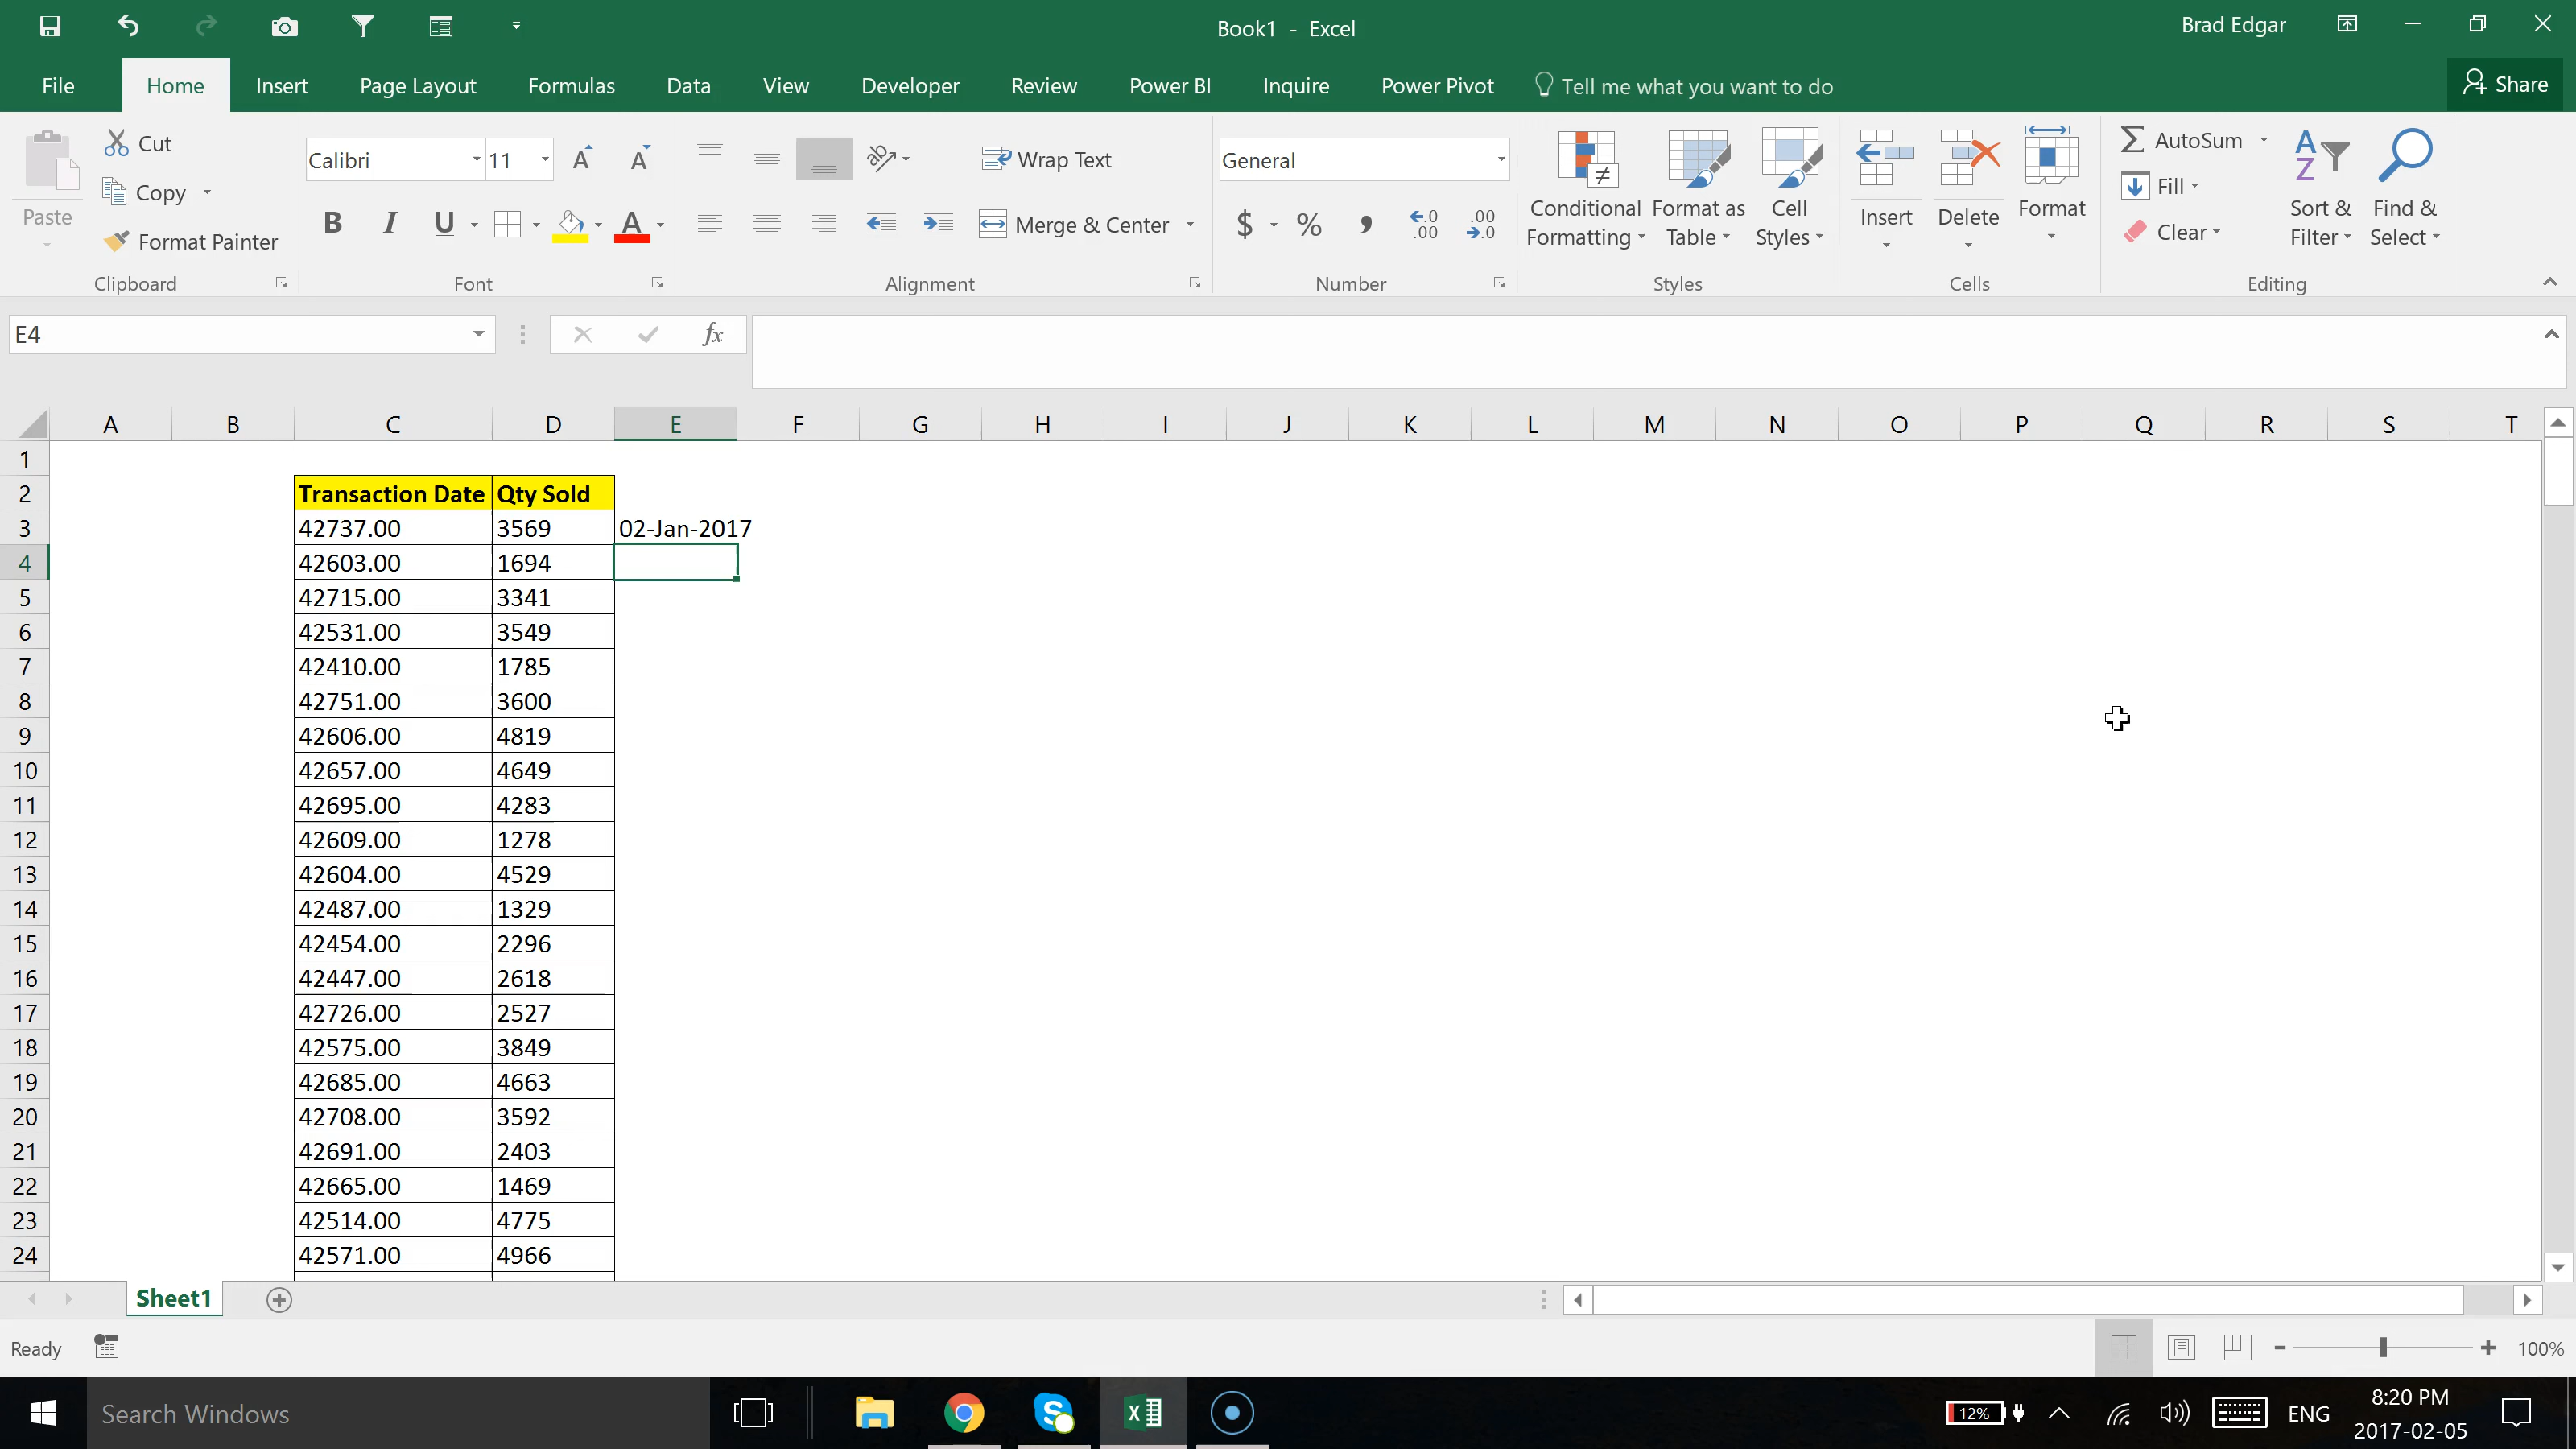 Book1 - Excel
Brad Edgar
File Home Insert Page Layout Formulas Data View Developer Review Power BI Inquire Power Pivot Tell me what you want to do Share
Paste
Cut
Copy
Format Painter
Clipboard
Calibri 11
B I U A
Font
Wrap Text
Merge & Center
Alignment
General
$ % , .0 .00 .00 .0
Number
Conditional Formatting
Format as Table
Cell Styles
Styles
Insert
Delete
Format
Cells
AutoSum
Fill
Clear
Sort & Filter
Find & Select
Editing
E4
fx
A B C D E F G H I J K L M N O P Q R S T
1
2 Transaction Date Qty Sold
3 42737.00 3569 02-Jan-2017
4 42603.00 1694
5 42715.00 3341
6 42531.00 3549
7 42410.00 1785
8 42751.00 3600
9 42606.00 4819
10 42657.00 4649
11 42695.00 4283
12 42609.00 1278
13 42604.00 4529
14 42487.00 1329
15 42454.00 2296
16 42447.00 2618
17 42726.00 2527
18 42575.00 3849
19 42685.00 4663
20 42708.00 3592
21 42691.00 2403
22 42665.00 1469
23 42514.00 4775
24 42571.00 4966
Sheet1
Ready
100%
Search Windows
12%
ENG
8:20 PM
2017-02-05